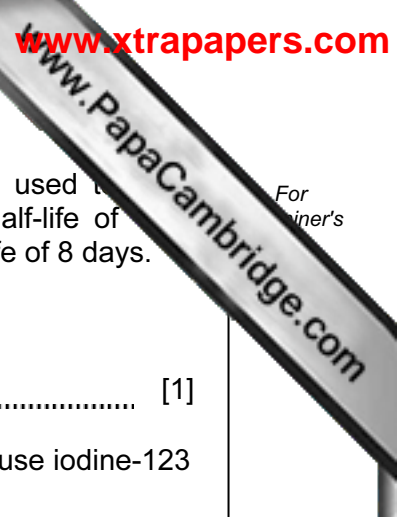 www.xtrapapers.com
www.PapaCambridge.com
used
For
alf-life of
iner's
fe of 8 days.
[1]
use iodine-123